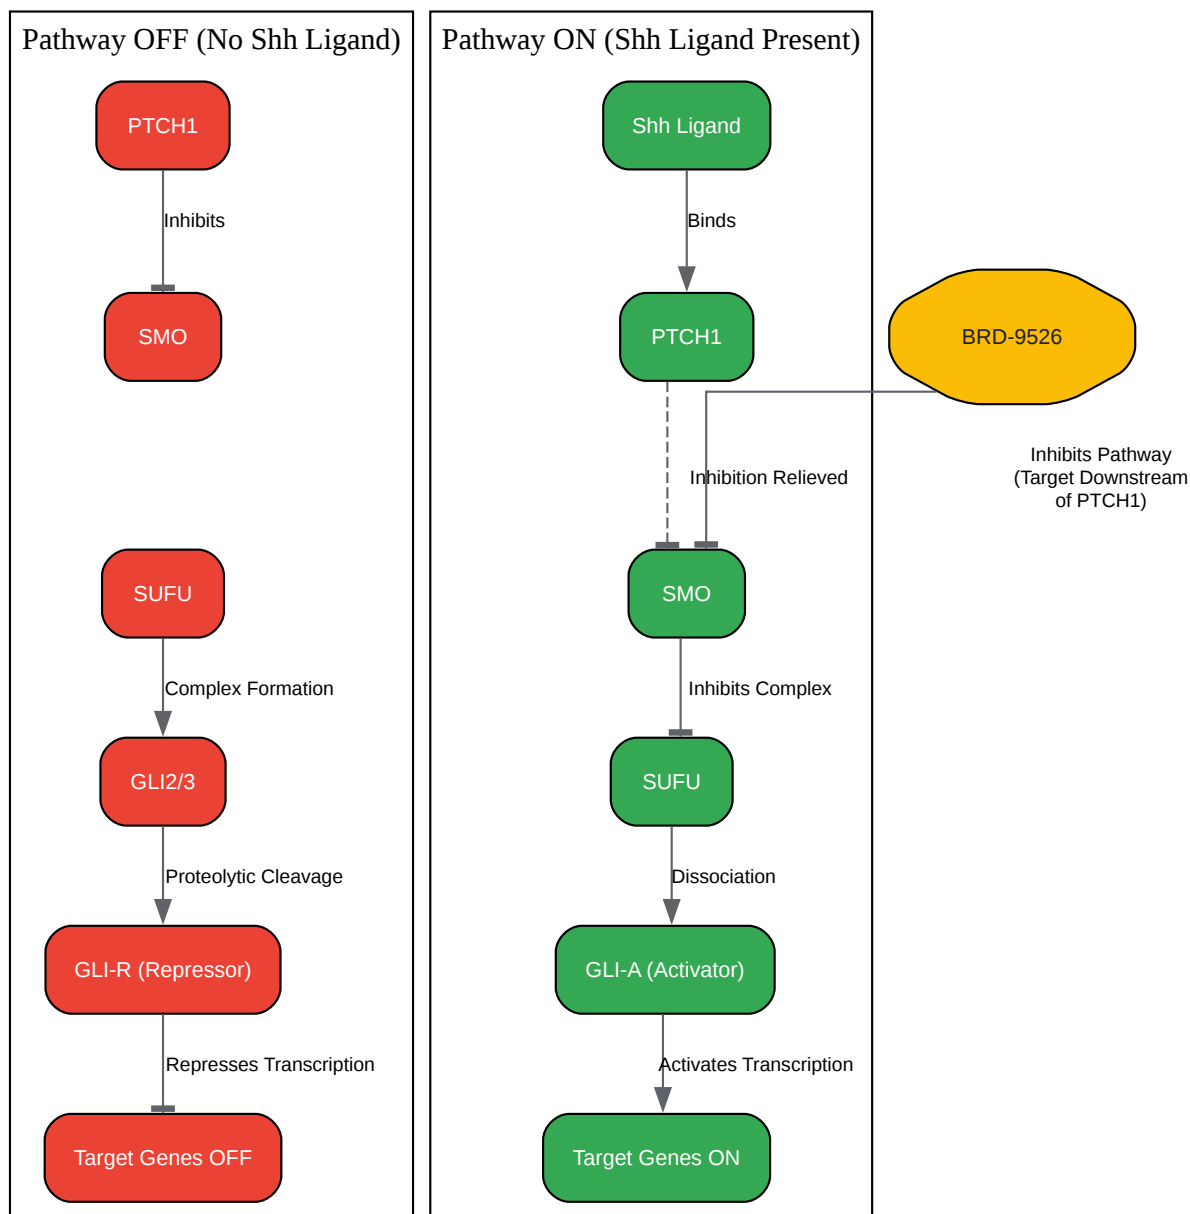 Pathway OFF (No Shh Ligand)
PTCH1
Inhibits
SMO
SUFU
Complex Formation
GLI2/3
Proteolytic Cleavage
GLI-R (Repressor)
Represses Transcription
Target Genes OFF
Pathway ON (Shh Ligand Present)
Shh Ligand
Binds
PTCH1
Inhibition Relieved
SMO
Inhibits Complex
SUFU
Dissociation
GLI-A (Activator)
Activates Transcription
Target Genes ON
BRD-9526
Inhibits Pathway
(Target Downstream
of PTCH1)